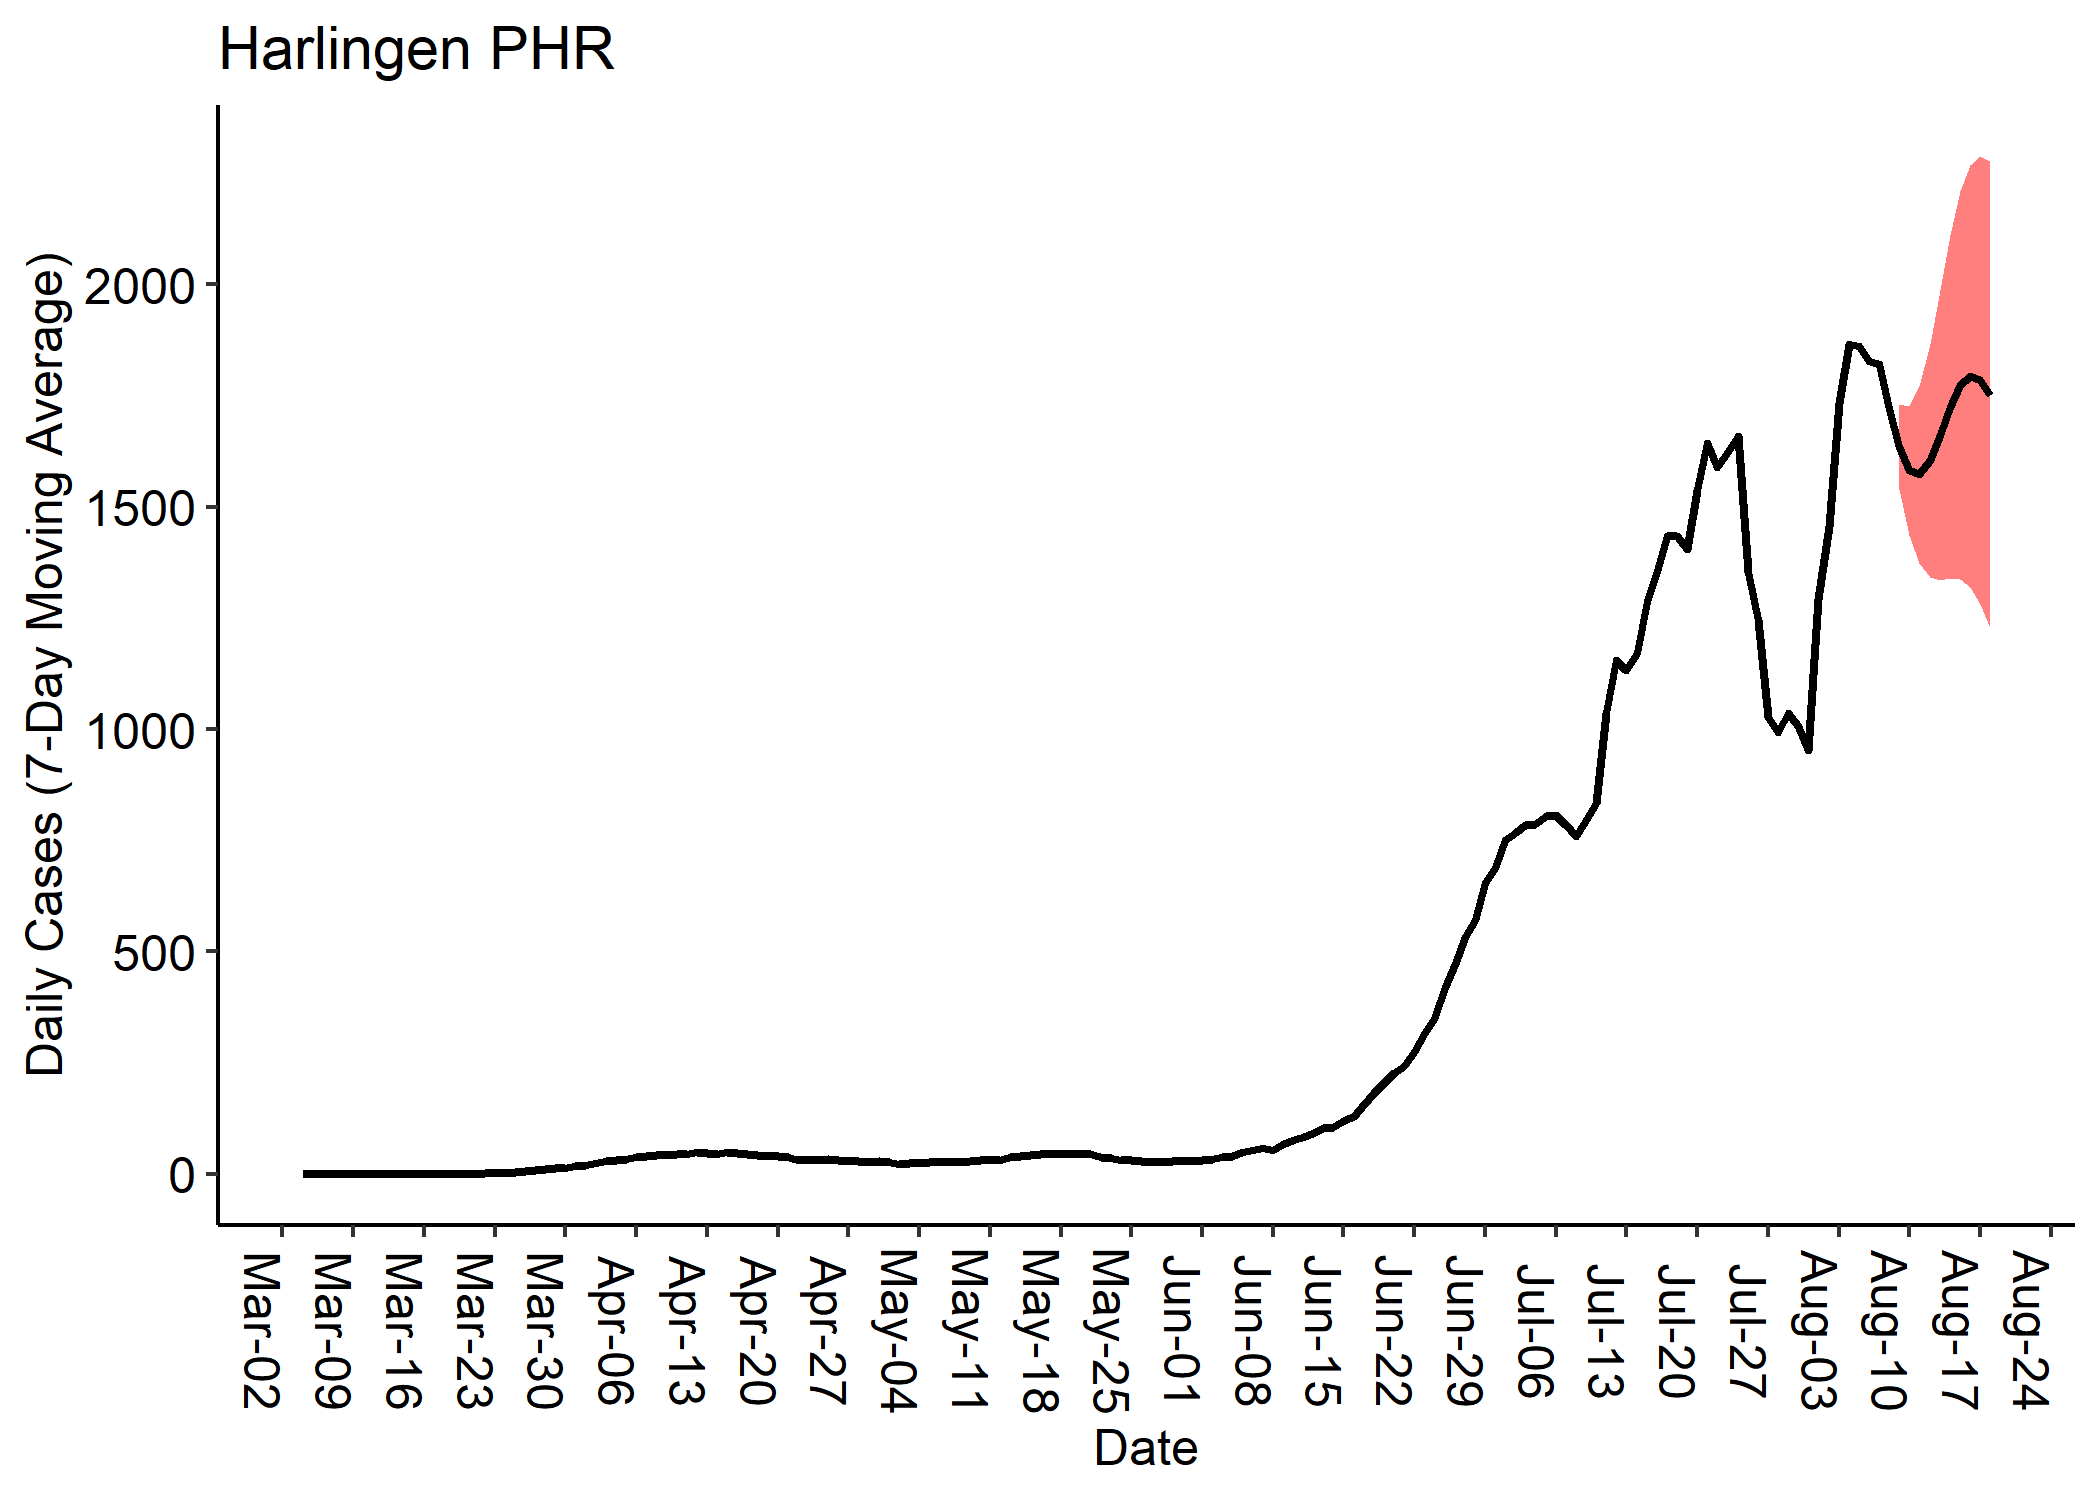 Harlingen PHR
Daily Cases (7-Day Moving Average)
2000
1500
1000
500
0
Mar-02
Mar-09
Mar-16
Mar-23
Mar-30
Apr-06
Apr-13
Apr-20
Apr-27
May-04
May-11
May-18
May-25
Jun-01
Jun-08
Jun-15
Jun-22
Jun-29
Jul-06
Jul-13
Jul-20
Jul-27
Aug-03
Aug-10
Aug-17
Aug-24
Date